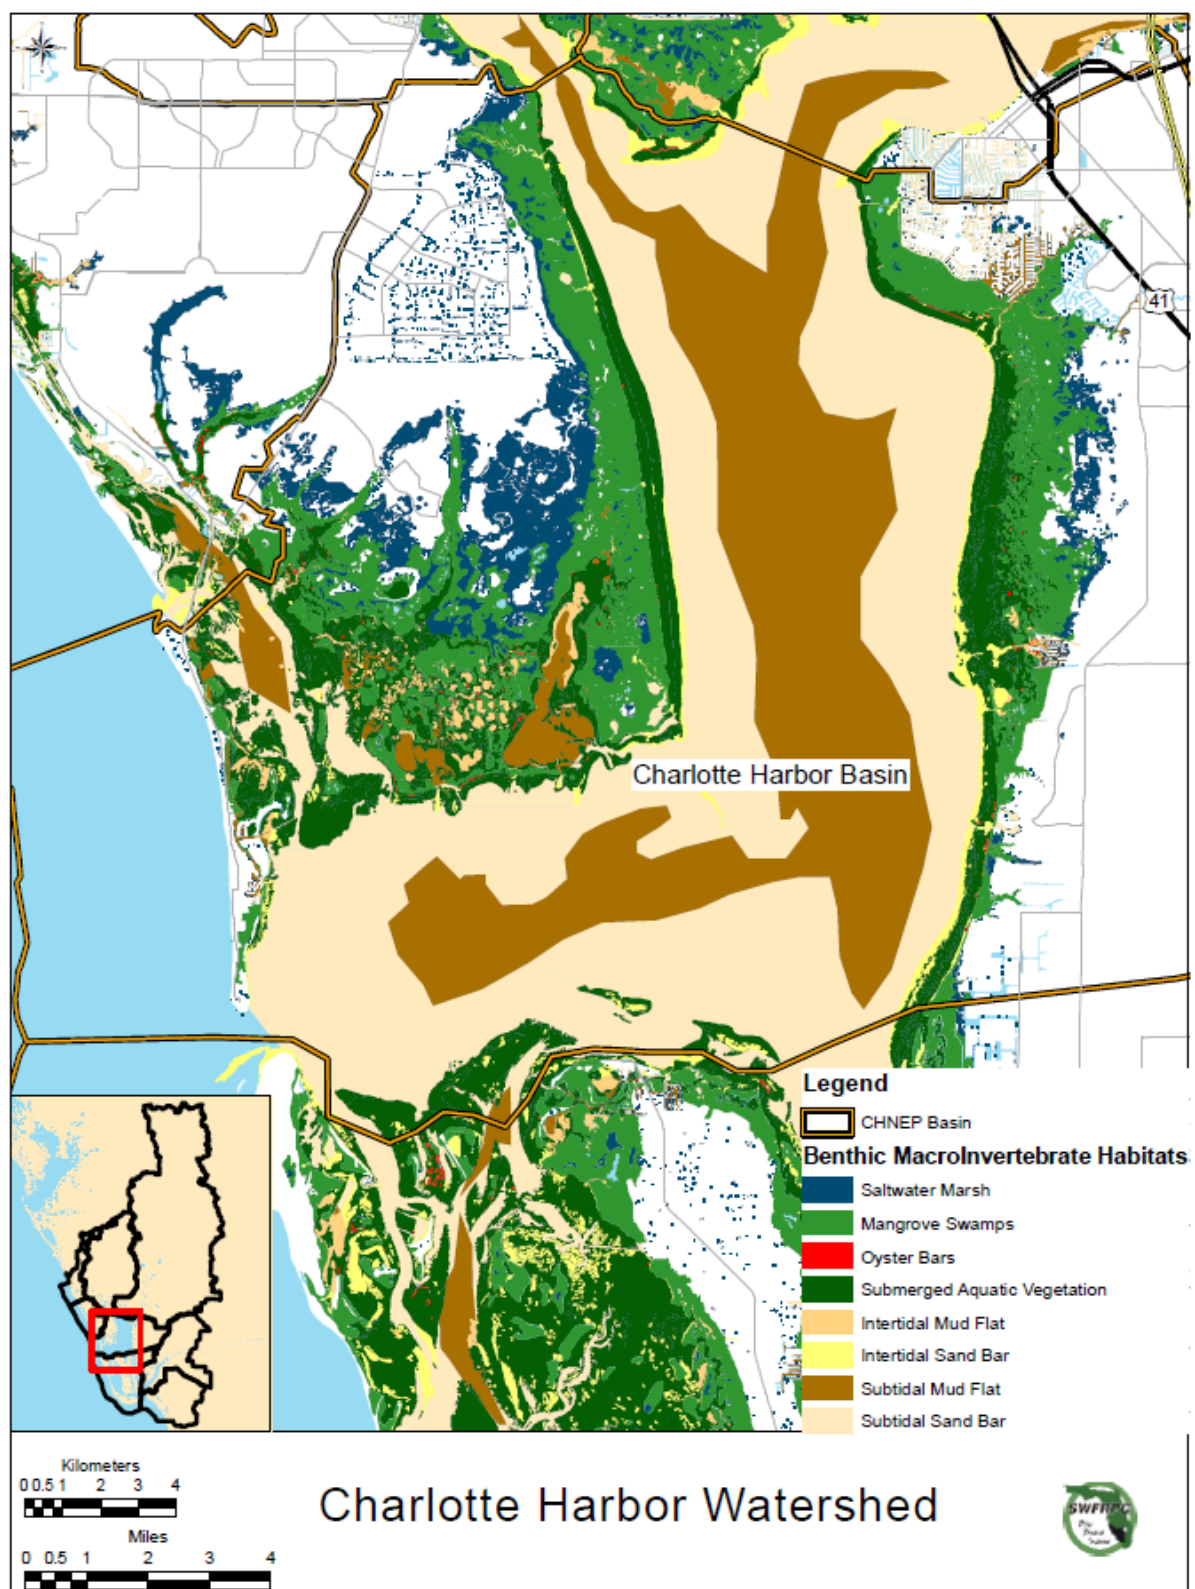 41
Charlotte Harbor Basin
Legend
CHNEP Basin
Benthic MacroInvertebrate Habitats
Saltwater Marsh
Mangrove Swamps
Oyster Bars
Submerged Aquatic Vegetation
Intertidal Mud Flat
Intertidal Sand Bar
Subtidal Mud Flat
Subtidal Sand Bar
Kilometers
0 0.5 1 2 3 4
Miles
0 0.5 1 2 3 4
Charlotte Harbor Watershed
SWFRPC